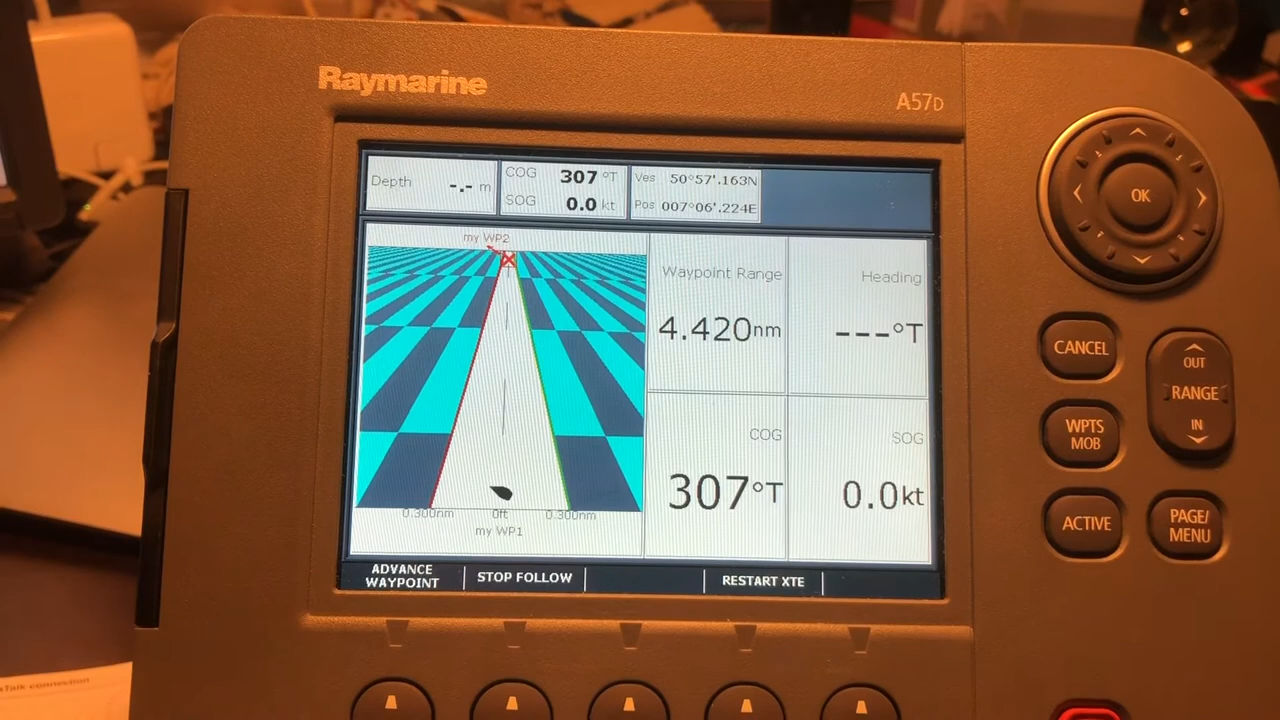 Raymarine
A57D
Depth -.- m
COG 307 °T
SOG 0.0 kt
Ves 50°57'.163N
Pos 007°06'.224E
my WP2
Waypoint Range
4.420nm
Heading
---°T
COG
307°T
SOG
0.0kt
0.300nm 0ft 0.300nm
my WP1
ADVANCE
WAYPOINT
STOP FOLLOW
RESTART XTE
OK
CANCEL
OUT
RANGE
IN
WPTS
MOB
ACTIVE
PAGE/
MENU
connection